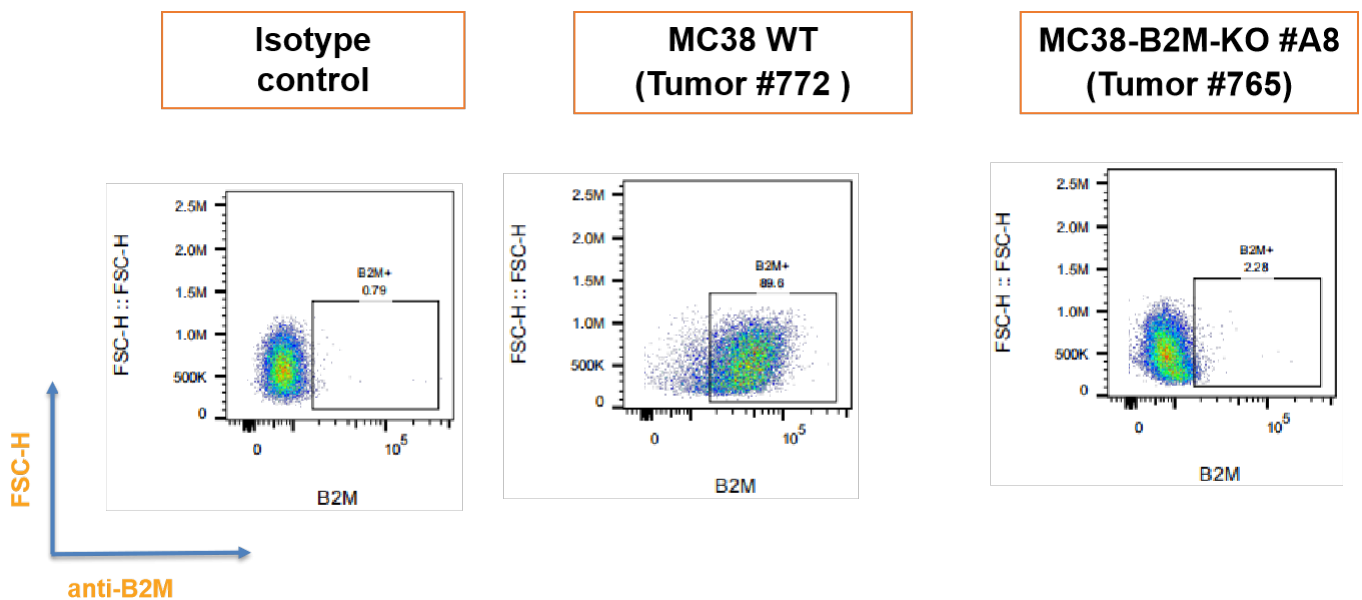 Isotype
control
MC38 WT
(Tumor #772 )
MC38-B2M-KO #A8
(Tumor #765)
FSC-H :: FSC-H
2.5M
2.0M
1.5M
1.0M
500K
0
B2M+
0.79
0
10^5
B2M
FSC-H :: FSC-H
2.5M
2.0M
1.5M
1.0M
500K
0
B2M+
89.6
0
10^5
B2M
FSC-H :: FSC-H
2.5M
2.0M
1.5M
1.0M
500K
0
B2M+
2.28
0
10^5
B2M
FSC-H
anti-B2M